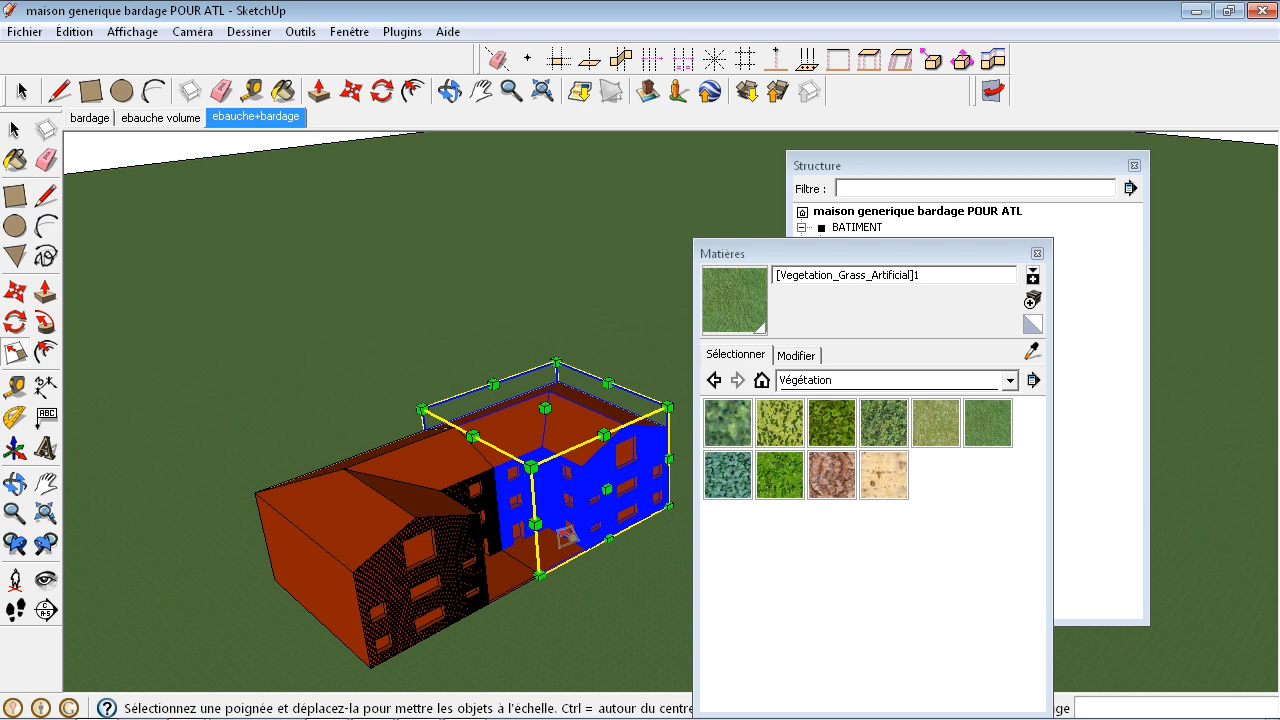 maison generique bardage POUR ATL - SketchUp
Fichier Édition Affichage Caméra Dessiner Outils Fenêtre Plugins Aide
bardage ebauche volume ebauche+bardage
Structure
Filtre :
maison generique bardage POUR ATL
BATIMENT
Matières
[Vegetation_Grass_Artificial]1
Sélectionner Modifier
Végétation
ABC
Sélectionnez une poignée et déplacez-la pour mettre les objets à l'échelle. Ctrl = autour du centre
ge